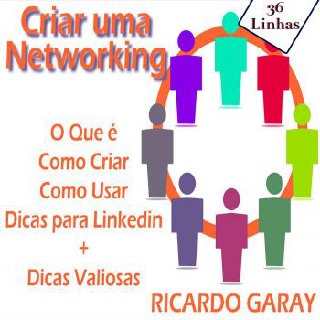 Criar uma
Networking
36
Linhas
O Que é
Como Criar
Como Usar
Dicas para Linkedin
+
Dicas Valiosas
RICARDO GARAY